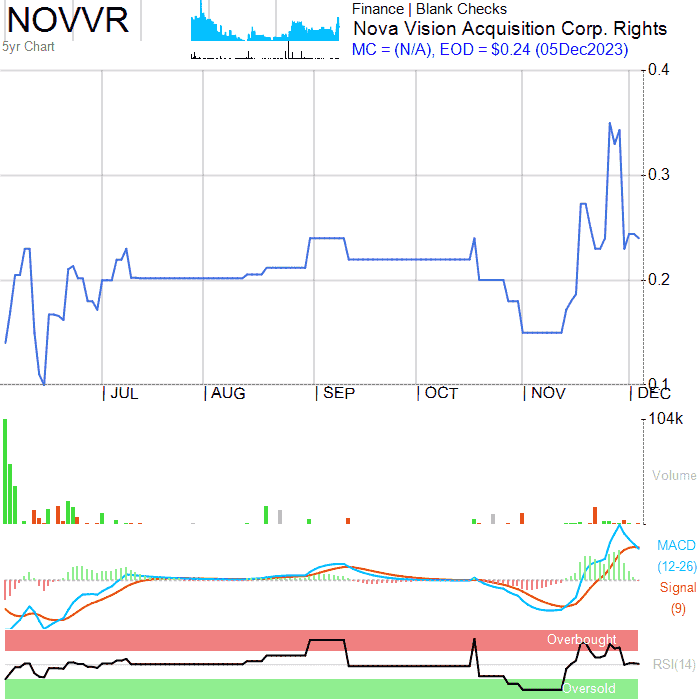 NOVVR
5yr Chart
Finance | Blank Checks
Nova Vision Acquisition Corp. Rights
MC = (N/A), EOD = $0.24 (05Dec2023)
0.4
0.3
0.2
0.1
JUL
AUG
SEP
OCT
NOV
DEC
104k
Volume
MACD
(12-26)
Signal
(9)
Overbought
RSI(14)
Oversold